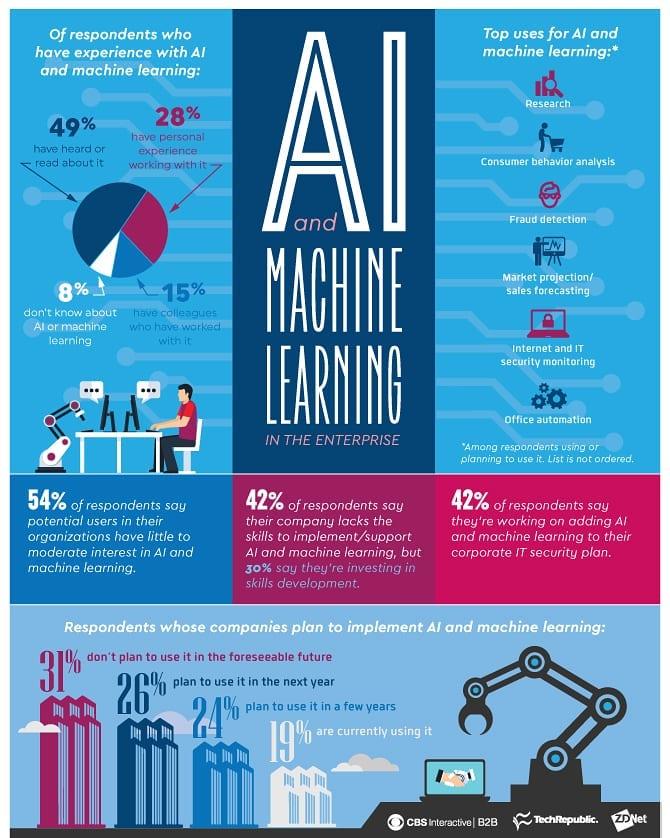 Of respondents who
have experience with AI
and machine learning:
49%
have heard or
read about it
28%
have personal
experience
working with it
8%
don't know about
AI or machine
learning
15%
have colleagues
who have worked
with it
AI
and
MACHINE
LEARNING
IN THE ENTERPRISE
Top uses for AI and
machine learning:*
Research
Consumer behavior analysis
Fraud detection
Market projection/
sales forecasting
Internet and IT
security monitoring
Office automation
*Among respondents using or
planning to use it. List is not ordered.
54% of respondents say
potential users in their
organizations have little to
moderate interest in AI and
machine learning.
42% of respondents say
their company lacks the
skills to implement/support
AI and machine learning, but
30% say they're investing in
skills development.
42% of respondents say
they're working on adding AI
and machine learning to their
corporate IT security plan.
Respondents whose companies plan to implement AI and machine learning:
31% don't plan to use it in the foreseeable future
26% plan to use it in the next year
24% plan to use it in a few years
19% are currently using it
CBS Interactive | B2B
TechRepublic.
ZDNet